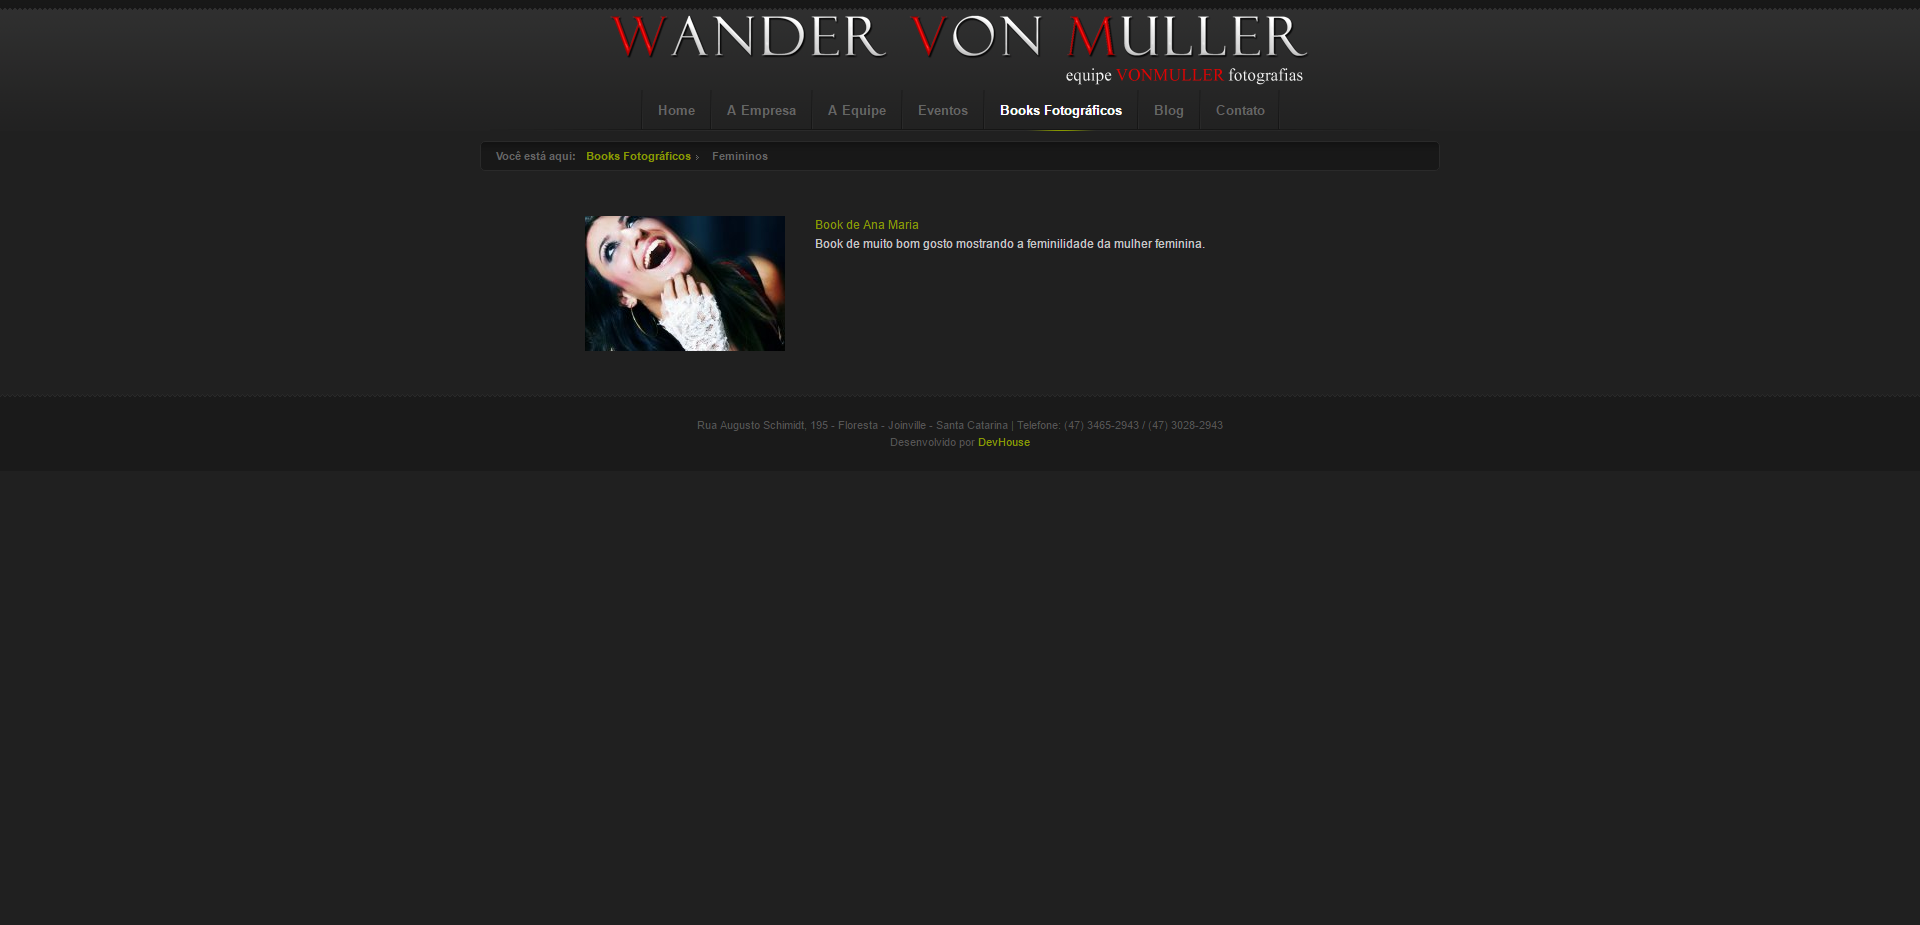 WANDER VON MULLER
equipe VONMULLER fotografias
Home A Empresa A Equipe Eventos Books Fotográficos Blog Contato
Você está aqui: Books Fotográficos › Femininos
Book de Ana Maria
Book de muito bom gosto mostrando a feminilidade da mulher feminina.
Rua Augusto Schimidt, 195 - Floresta - Joinville - Santa Catarina | Telefone: (47) 3465-2943 / (47) 3028-2943
Desenvolvido por DevHouse